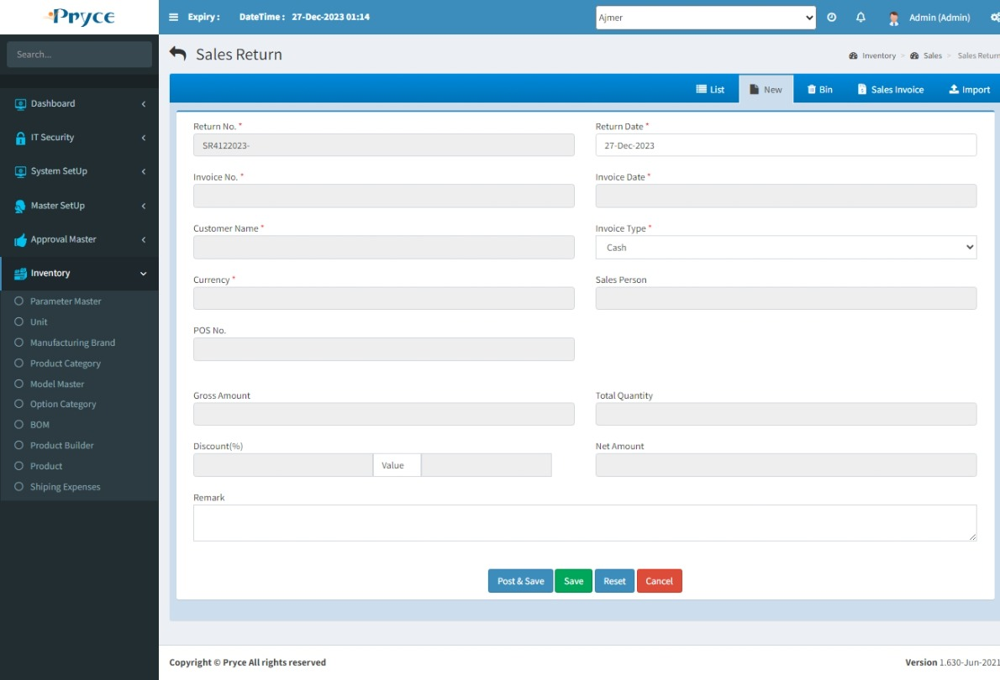 Pryce
Expiry : DateTime : 27-Dec-2023 01:14
Ajmer
Admin (Admin)
Search...
Sales Return
Inventory > Sales > Sales Return
List New Bin Sales Invoice Import
Dashboard
IT Security
System SetUp
Master SetUp
Approval Master
Inventory
Parameter Master
Unit
Manufacturing Brand
Product Category
Model Master
Option Category
BOM
Product Builder
Product
Shiping Expenses
Return No. * Return Date *
SR4122023- 27-Dec-2023
Invoice No. * Invoice Date *
Customer Name * Invoice Type *
Cash
Currency * Sales Person
POS No.
Gross Amount Total Quantity
Discount(%) Net Amount
Value
Remark
Post & Save Save Reset Cancel
Copyright © Pryce All rights reserved
Version 1.630-Jun-2021